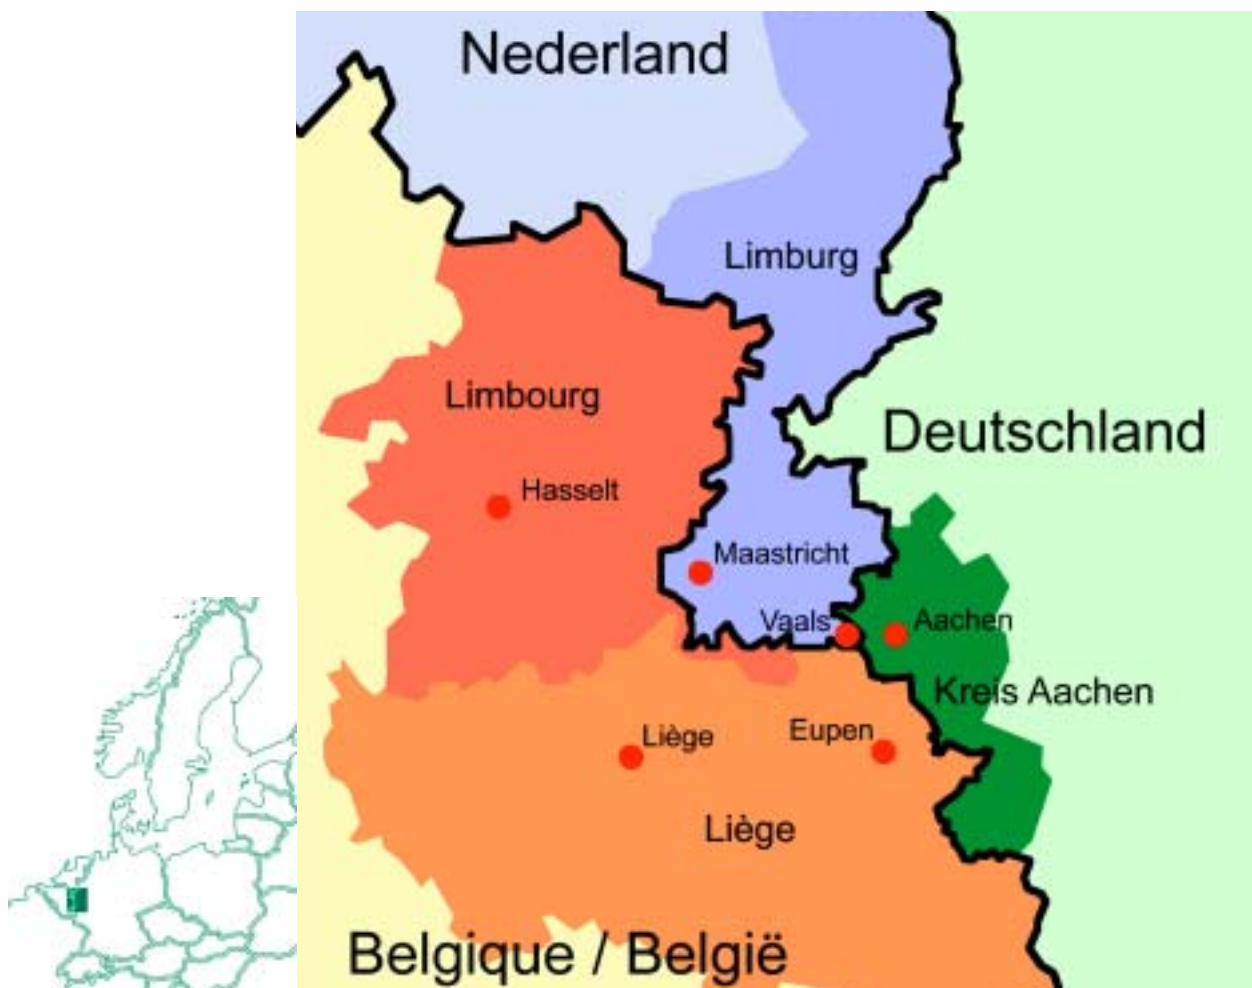 Nederland
Limburg
Limbourg
Deutschland
Hasselt
Maastricht
Vaals
Aachen
Kreis Aachen
Eupen
Liège
Liège
Belgique / België